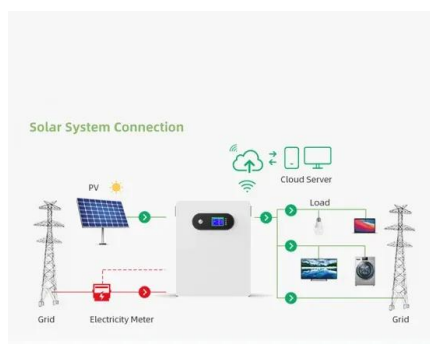 Solar System Connection
Cloud Server
PV
Load
Grid
Electricity Meter
Grid